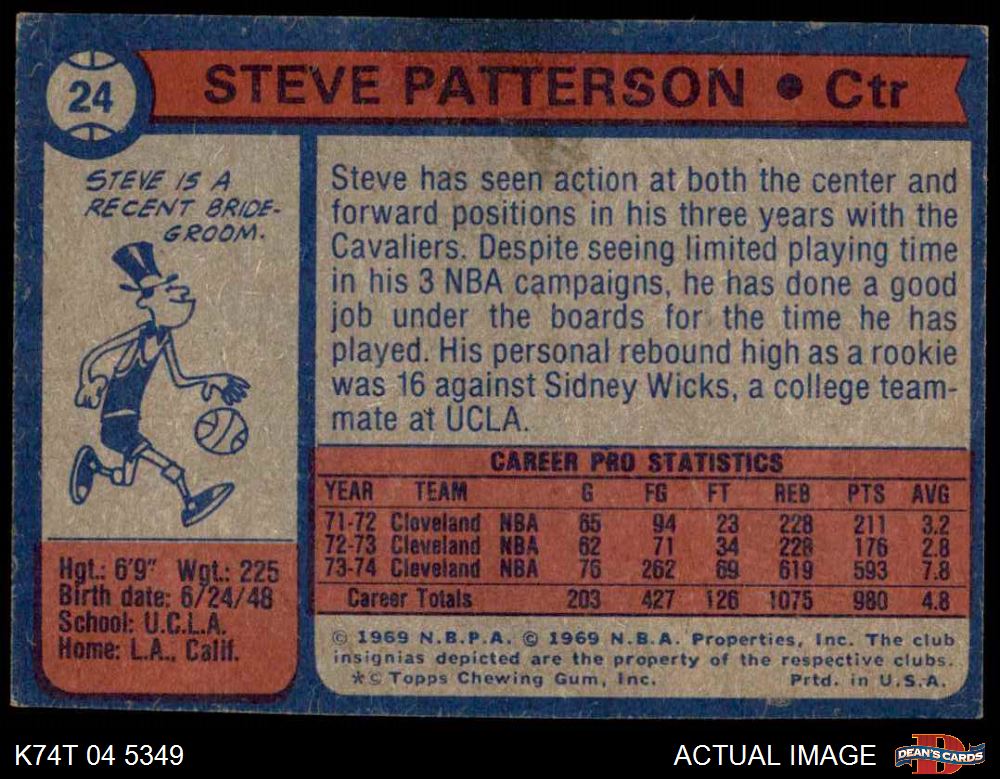 24
STEVE PATTERSON • Ctr
STEVE IS A
RECENT BRIDE-
GROOM.
Steve has seen action at both the center and
forward positions in his three years with the
Cavaliers. Despite seeing limited playing time
in his 3 NBA campaigns, he has done a good
job under the boards for the time he has
played. His personal rebound high as a rookie
was 16 against Sidney Wicks, a college team-
mate at UCLA.
Hgt.: 6'9" Wgt.: 225
Birth date: 6/24/48
School: U.C.L.A.
Home: L.A., Calif.
CAREER PRO STATISTICS
YEAR TEAM G FG FT REB PTS AVG
71-72 Cleveland NBA 65 94 23 228 211 3.2
72-73 Cleveland NBA 62 71 34 228 176 2.8
73-74 Cleveland NBA 76 262 69 619 593 7.8
Career Totals 203 427 126 1075 980 4.8
© 1969 N.B.P.A. © 1969 N.B.A. Properties, Inc. The club
insignias depicted are the property of the respective clubs.
*© Topps Chewing Gum, Inc. Prtd. in U.S.A.
K74T 04 5349
ACTUAL IMAGE
D
DEAN'S CARDS